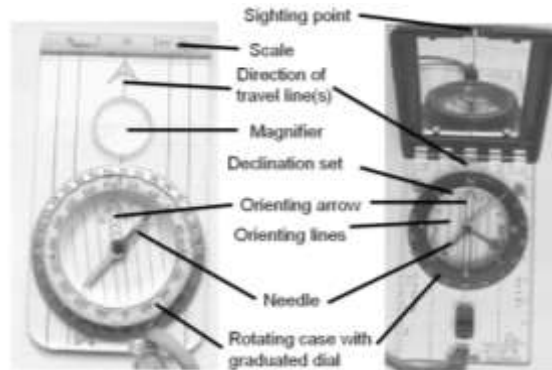 Sighting point
Scale
Direction of
travel line(s)
Magnifier
Declination set
Orienting arrow
Orienting lines
Needle
Rotating case with
graduated dial